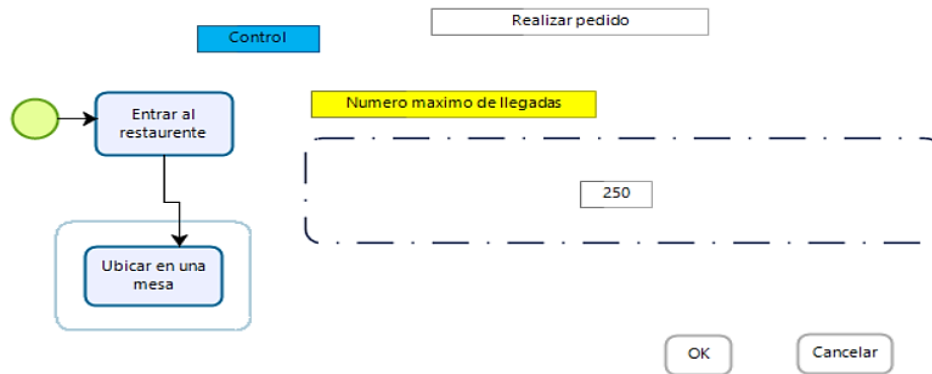 Realizar pedido
Control
Entrar al
restaurente
Numero maximo de llegadas
250
Ubicar en una
mesa
OK
Cancelar